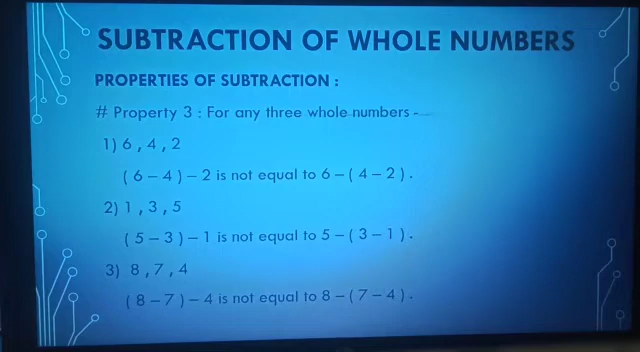 SUBTRACTION OF WHOLE NUMBERS
PROPERTIES OF SUBTRACTION :
# Property 3 : For any three whole numbers -
1) 6 , 4 , 2
( 6 – 4 ) – 2 is not equal to 6 – ( 4 – 2 ) .
2) 1 , 3 , 5
( 5 – 3 ) – 1 is not equal to 5 – ( 3 – 1 ) .
3) 8 , 7 , 4
( 8 – 7 ) – 4 is not equal to 8 – ( 7 – 4 ) .